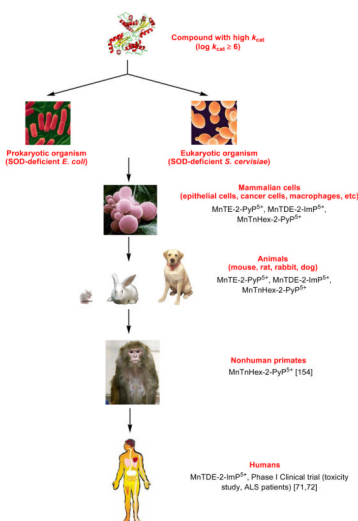 Compound with high kcat
(log kcat ≥ 6)
Prokaryotic organism
(SOD-deficient E. coli)
Eukaryotic organism
(SOD-deficient S. cervisiae)
Mammalian cells
(epithelial cells, cancer cells, macrophages, etc)
MnTE-2-PyP5+, MnTDE-2-ImP5+,
MnTnHex-2-PyP5+
Animals
(mouse, rat, rabbit, dog)
MnTE-2-PyP5+, MnTDE-2-ImP5+,
MnTnHex-2-PyP5+
Nonhuman primates
MnTnHex-2-PyP5+ [154]
Humans
MnTDE-2-ImP5+, Phase I Clinical trial (toxicity
study, ALS patients) [71,72]